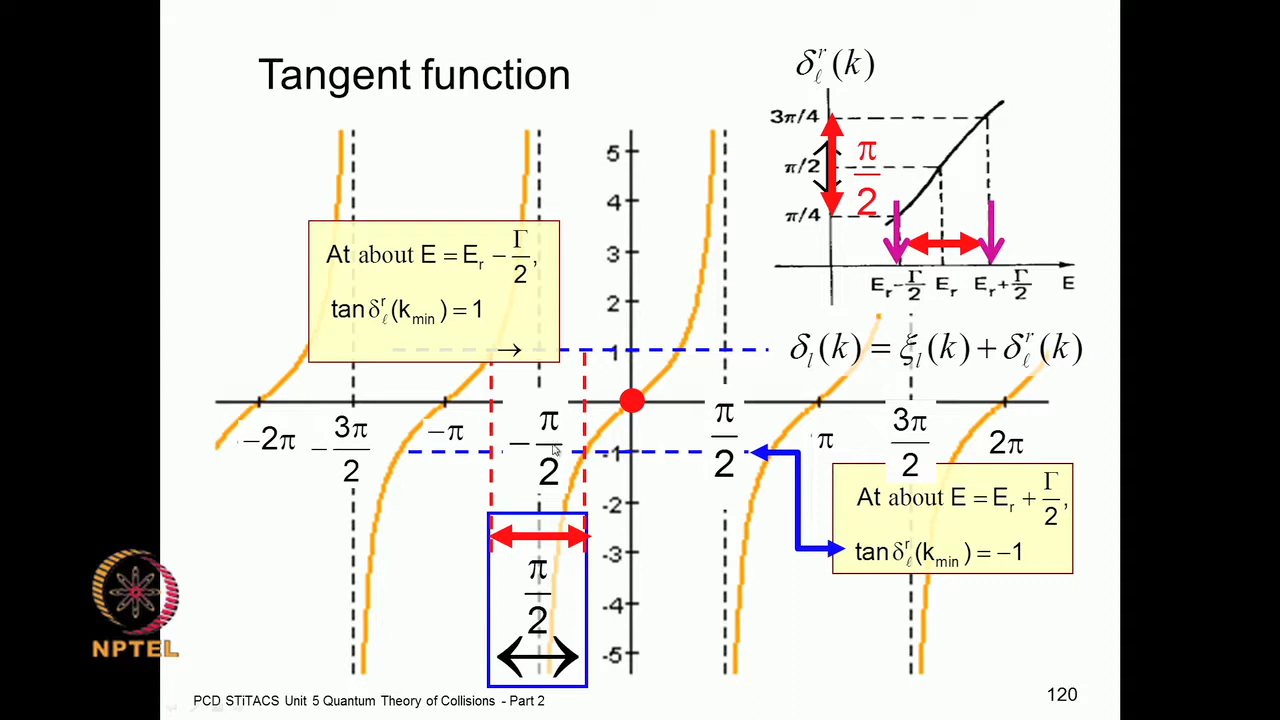 Tangent function
δ_ℓ^r(k)
3π/4
π/2
π/4
π/2
E_r−Γ/2 E_r E_r+Γ/2 E
5
4
3
2
1
-1
-2
-3
-4
-5
At about E = E_r − Γ/2,
tan δ_ℓ^r(k_min) = 1
→
δ_l(k) = ξ_l(k) + δ_ℓ^r(k)
−2π −3π/2 −π −π/2 π/2 π 3π/2 2π
At about E = E_r + Γ/2,
tan δ_ℓ^r(k_min) = −1
π/2
NPTEL
PCD STiTACS Unit 5 Quantum Theory of Collisions - Part 2
120